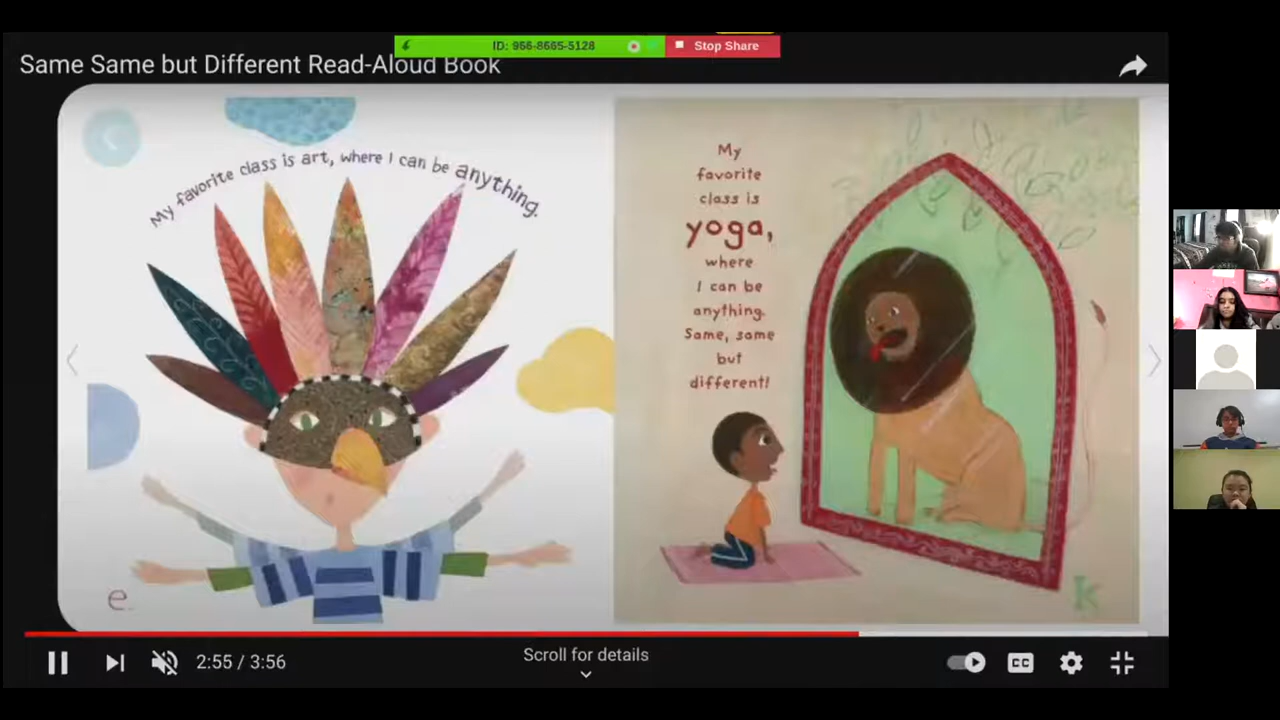 ID: 966-8665-5128
Stop Share
Same Same but Different Read-Aloud Book
My favorite class is art, where I can be anything.
My
favorite
class is
yoga,
where
I can be
anything.
Same, same
but
different!
e
k
2:55 / 3:56
Scroll for details
CC